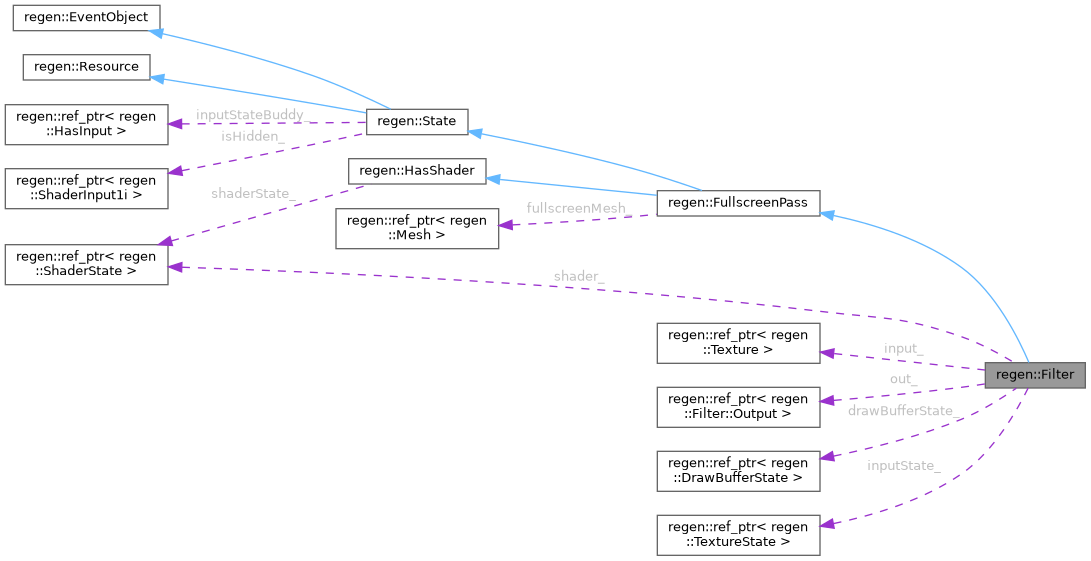 regen::EventObject
regen::Resource
regen::ref_ptr< regen
::HasInput >
inputStateBuddy_
regen::State
isHidden_
regen::ref_ptr< regen
::ShaderInput1i >
regen::HasShader
shaderState_
regen::FullscreenPass
fullscreenMesh_
regen::ref_ptr< regen
::Mesh >
regen::ref_ptr< regen
::ShaderState >
shader_
regen::ref_ptr< regen
::Texture >
input_
regen::Filter
out_
regen::ref_ptr< regen
::Filter::Output >
drawBufferState_
regen::ref_ptr< regen
::DrawBufferState >
inputState_
regen::ref_ptr< regen
::TextureState >